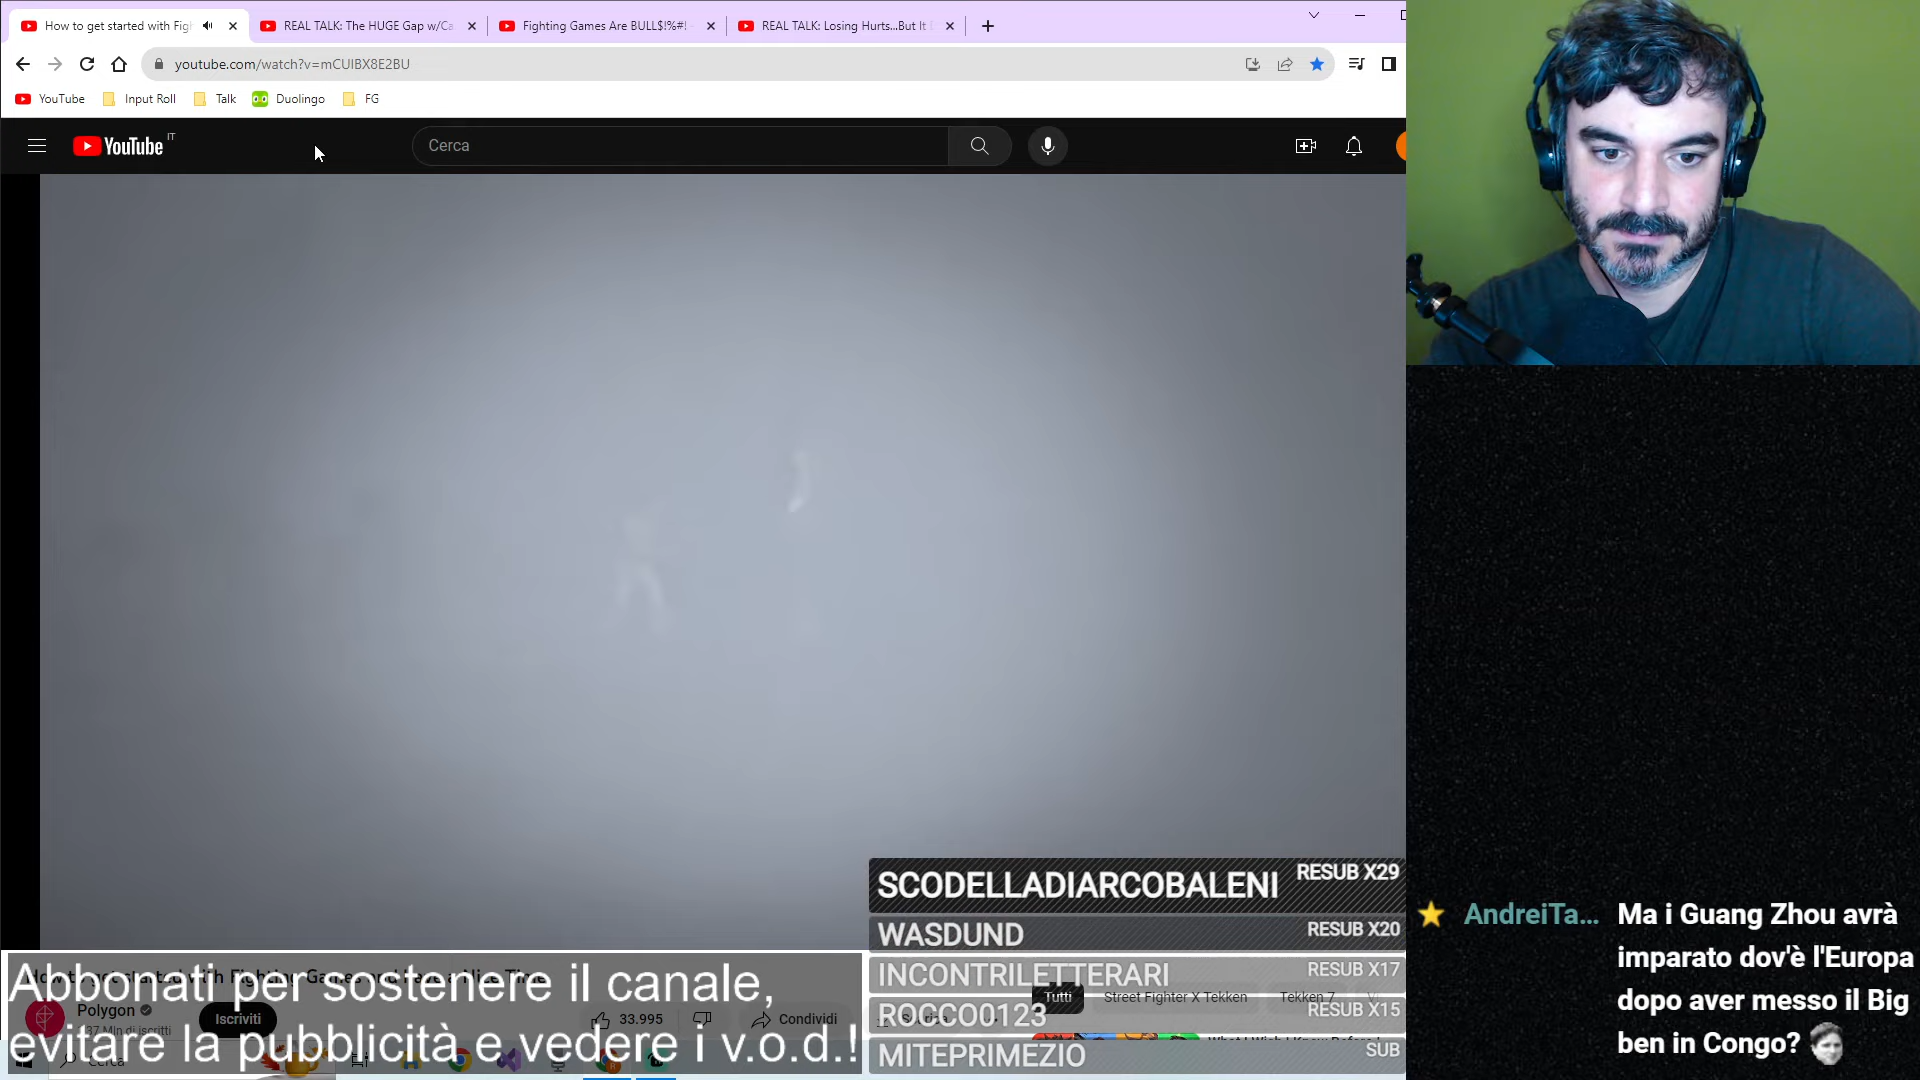 How to get started with Figh
REAL TALK: The HUGE Gap w/Ca
Fighting Games Are BULL$!%#! -
REAL TALK: Losing Hurts...But It
youtube.com/watch?v=mCUIBX8E2BU
YouTube
Input Roll
Talk
Duolingo
FG
YouTube IT
Cerca
SCODELLADIARCOBALENI RESUB X29
WASDUND RESUB X20
INCONTRILETTERARI RESUB X17
ROCCO0123 RESUB X15
MITEPRIMEZIO SUB
Abbonati per sostenere il canale,
evitare la pubblicità e vedere i v.o.d.!
Polygon
Iscriviti
33.995
Condividi
Tutti
Street Fighter X Tekken
Tekken 7
Cerca
AndreiTa... Ma i Guang Zhou avrà
imparato dov'è l'Europa
dopo aver messo il Big
ben in Congo?